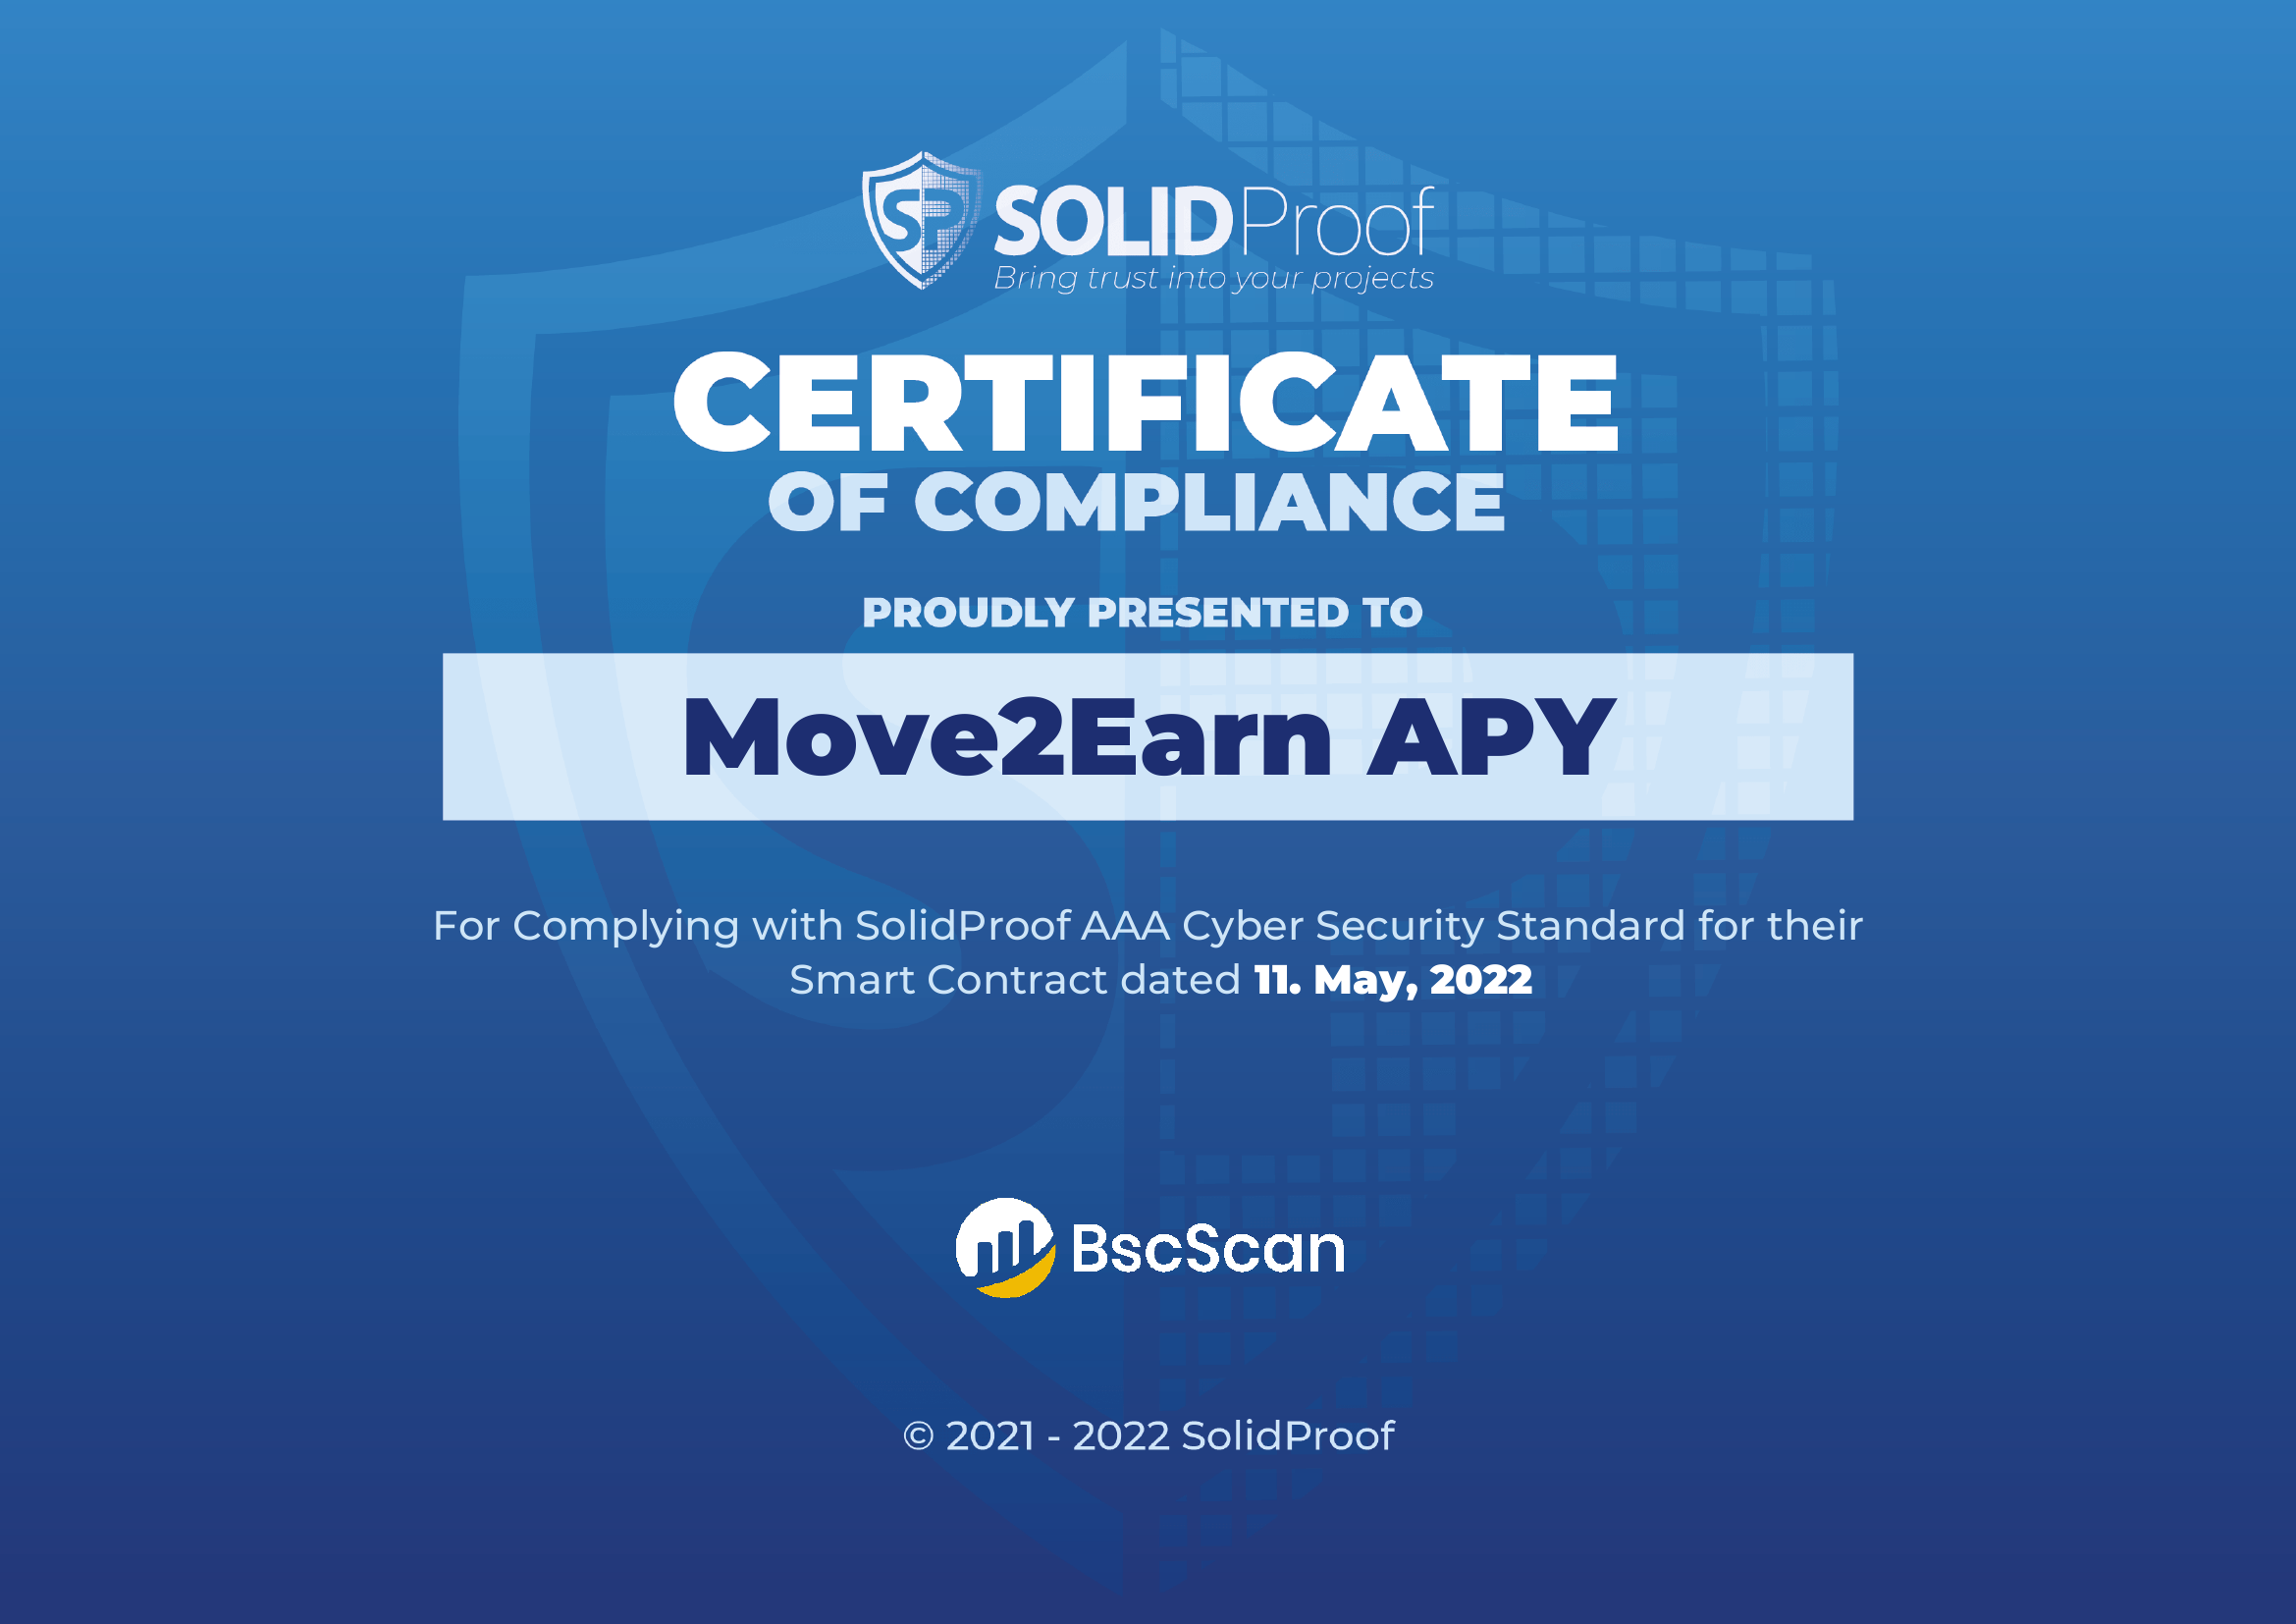 SP SOLIDProof
Bring trust into your projects
CERTIFICATE
OF COMPLIANCE
PROUDLY PRESENTED TO
Move2Earn APY
For Complying with SolidProof AAA Cyber Security Standard for their
Smart Contract dated 11. May, 2022
BscScan
© 2021 - 2022 SolidProof